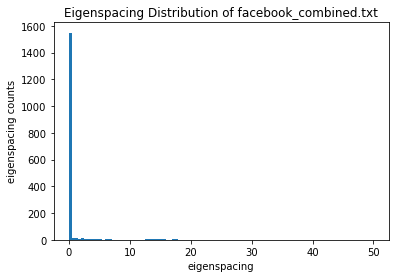 Eigenspacing Distribution of facebook_combined.txt
1600
1400
1200
1000
800
600
400
200
0
eigenspacing counts
0 10 20 30 40 50
eigenspacing